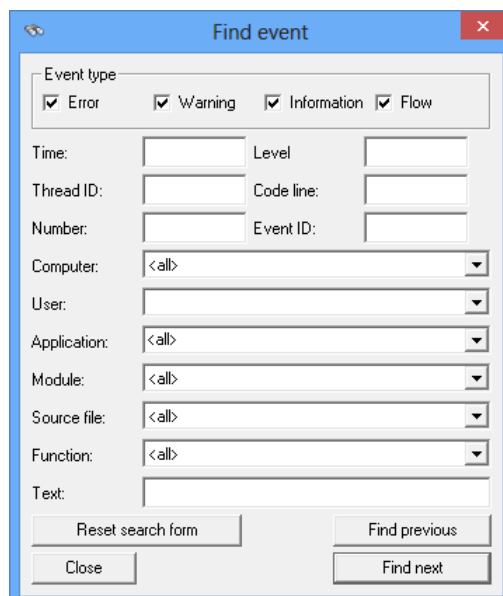 Find event
Event type
Error Warning Information Flow
Time: Level
Thread ID: Code line:
Number: Event ID:
Computer: <all>
User:
Application: <all>
Module: <all>
Source file: <all>
Function: <all>
Text:
Reset search form Find previous
Close Find next